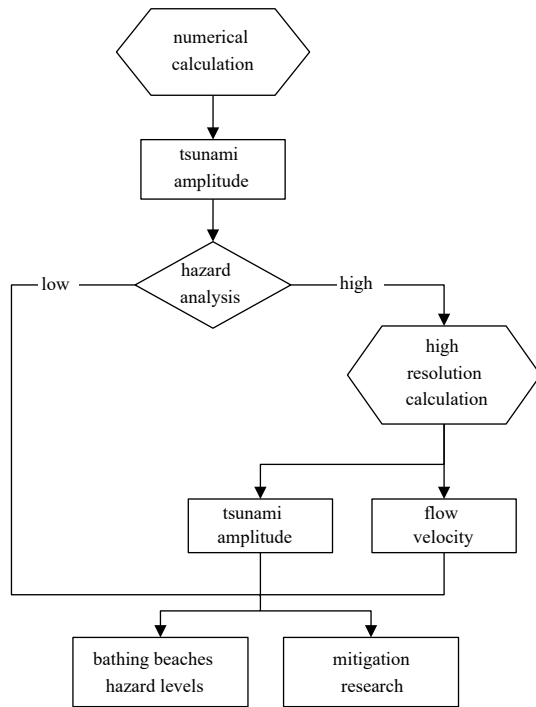 numerical
calculation
tsunami
amplitude
hazard
analysis
low
high
high
resolution
calculation
tsunami
amplitude
flow
velocity
bathing beaches
hazard levels
mitigation
research